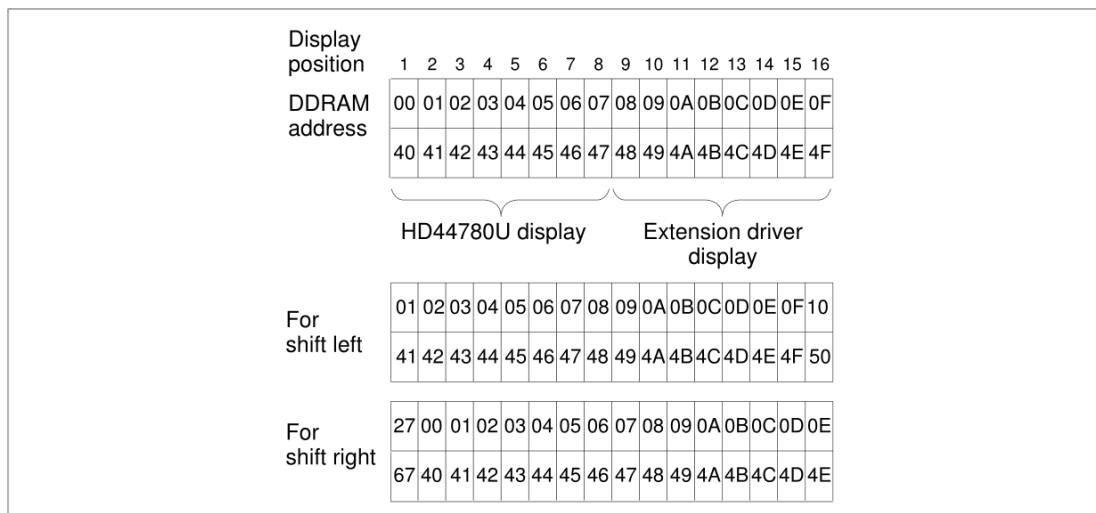 Display
position 1 2 3 4 5 6 7 8 9 10 11 12 13 14 15 16
DDRAM
address
00 01 02 03 04 05 06 07 08 09 0A 0B 0C 0D 0E 0F
40 41 42 43 44 45 46 47 48 49 4A 4B 4C 4D 4E 4F
HD44780U display
Extension driver
display
For
shift left
01 02 03 04 05 06 07 08 09 0A 0B 0C 0D 0E 0F 10
41 42 43 44 45 46 47 48 49 4A 4B 4C 4D 4E 4F 50
For
shift right
27 00 01 02 03 04 05 06 07 08 09 0A 0B 0C 0D 0E
67 40 41 42 43 44 45 46 47 48 49 4A 4B 4C 4D 4E